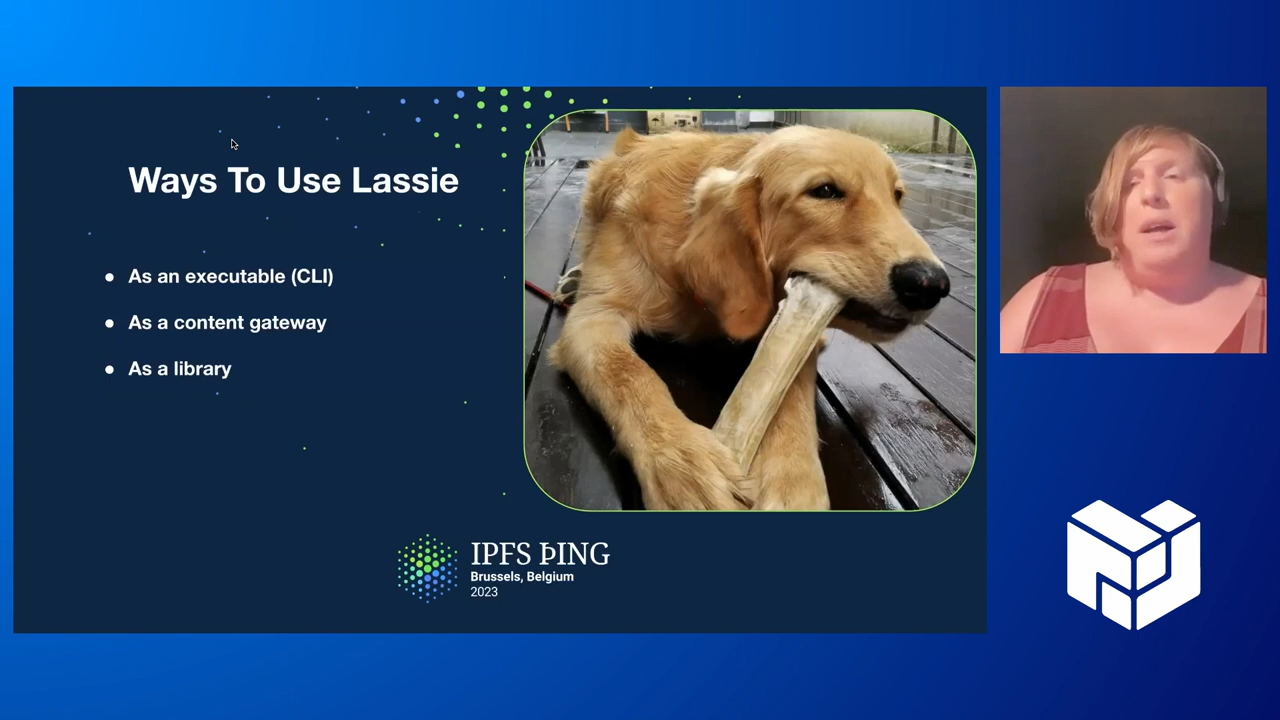 Ways To Use Lassie
● As an executable (CLI)
● As a content gateway
● As a library
IPFS ÞING
Brussels, Belgium
2023